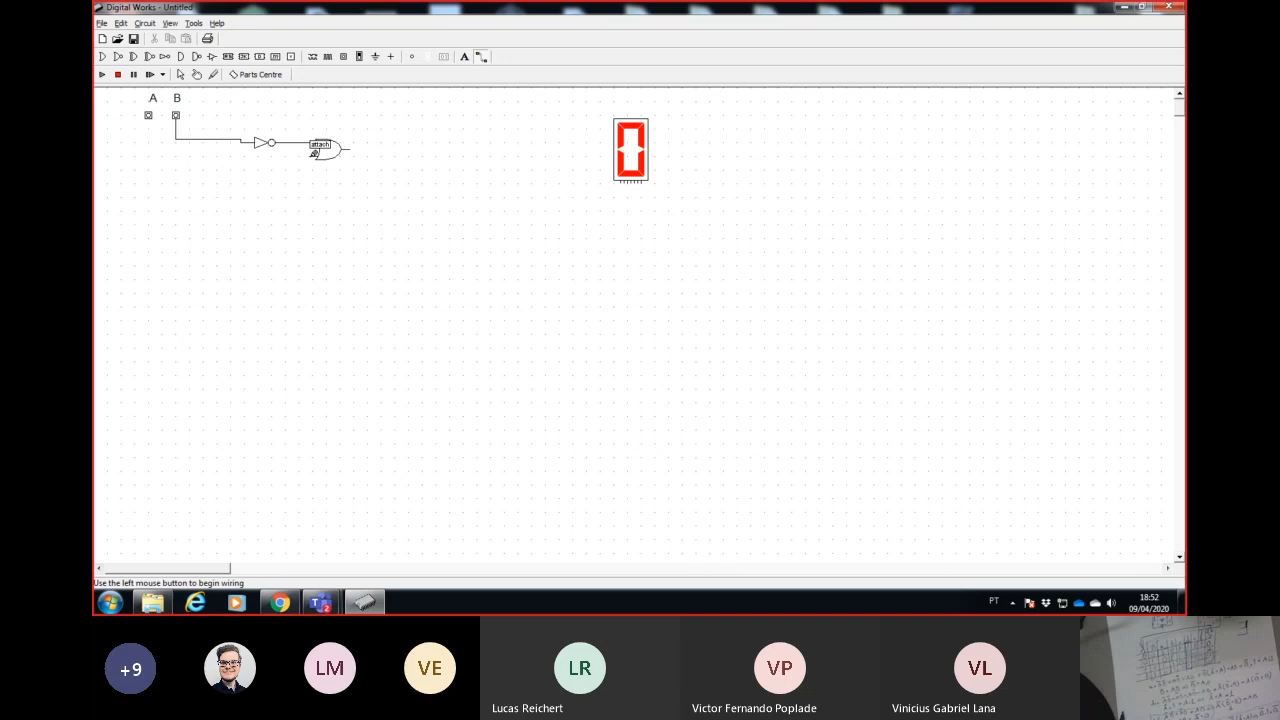 Digital Works - Untitled
File Edit Circuit View Tools Help
Parts Centre
A B
attach
Use the left mouse button to begin wiring
PT
18:52
09/04/2020
+9
LM
VE
LR
VP
VL
Lucas Reichert
Victor Fernando Poplade
Vinicius Gabriel Lana